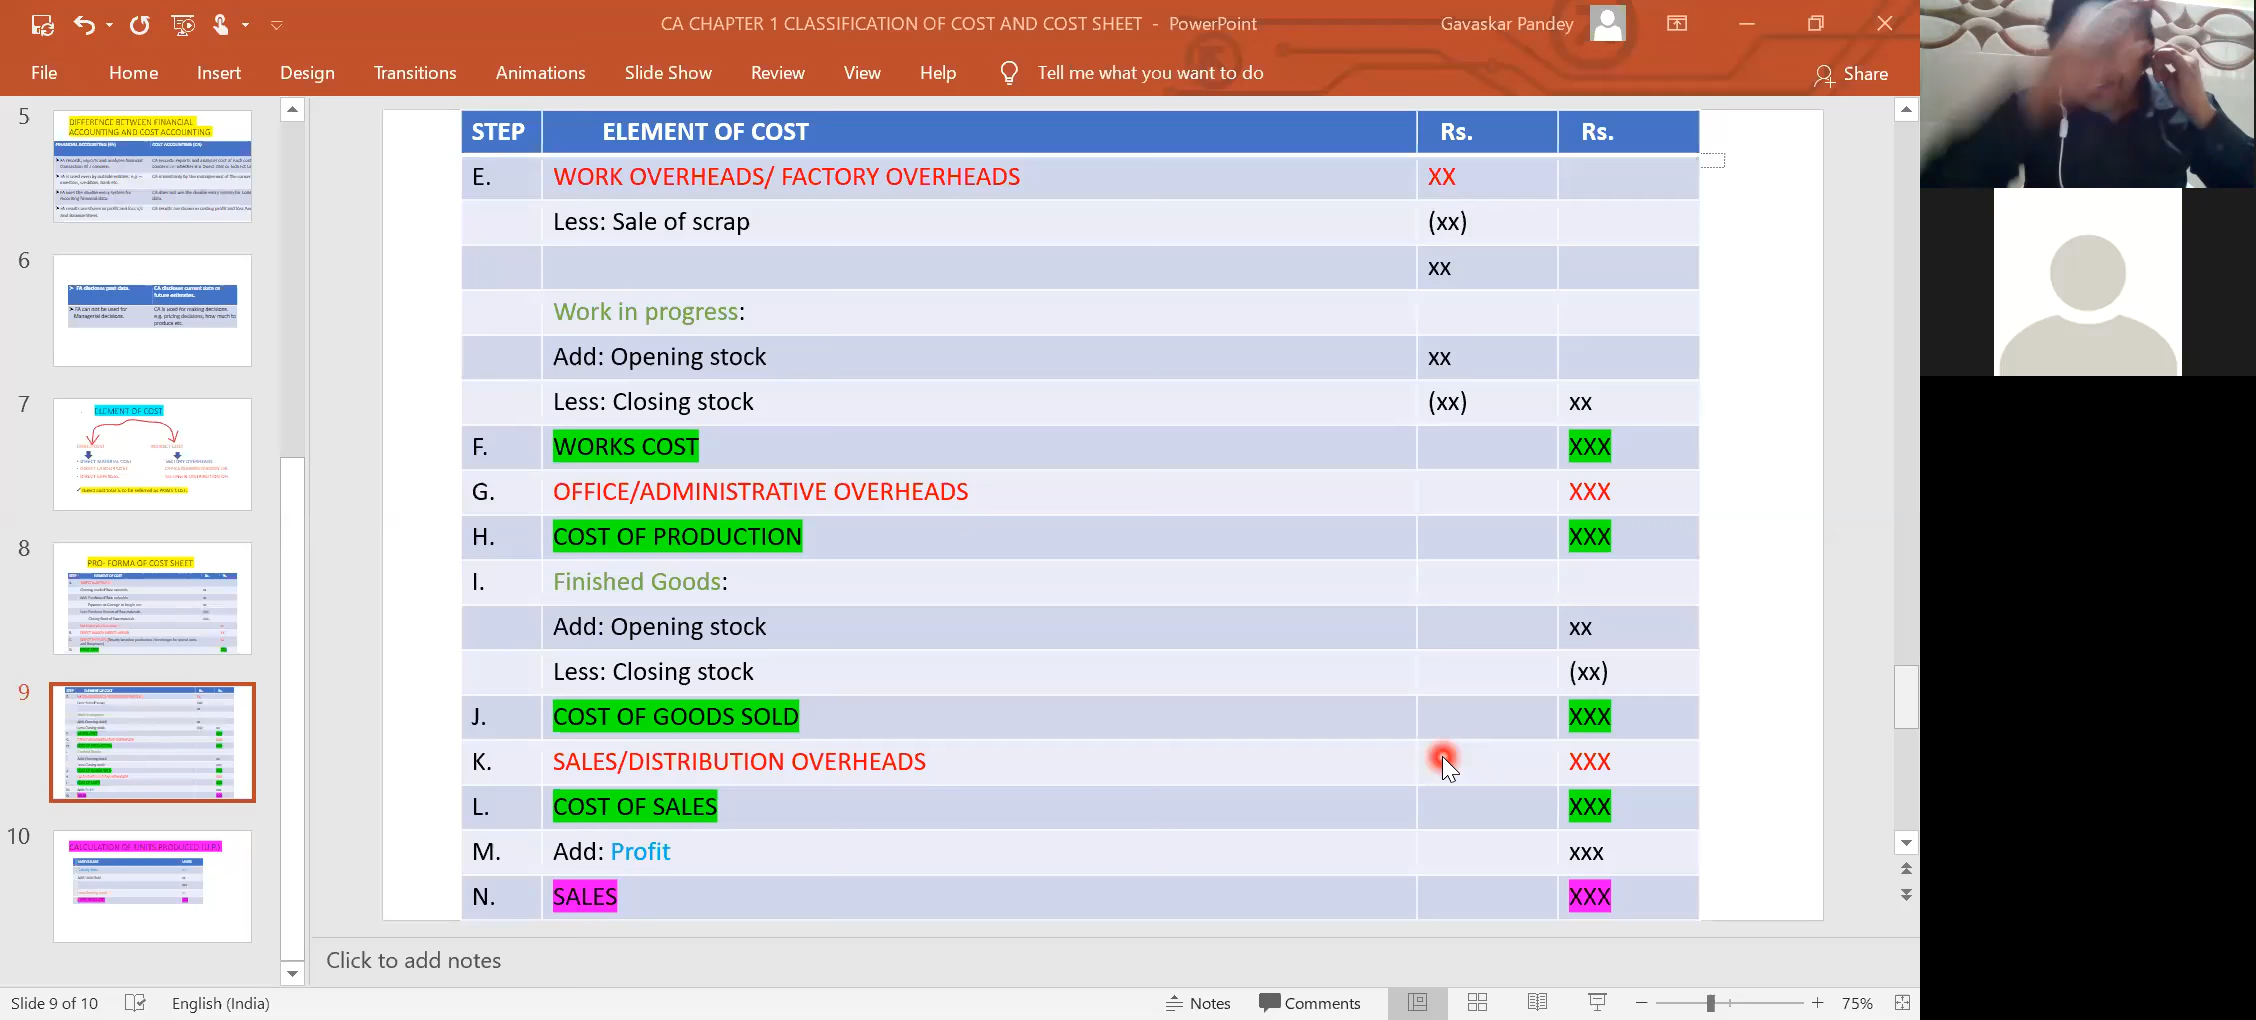 CA CHAPTER 1 CLASSIFICATION OF COST AND COST SHEET - PowerPoint
Gavaskar Pandey
File Home Insert Design Transitions Animations Slide Show Review View Help Tell me what you want to do Share
5
DIFFERENCE BETWEEN FINANCIAL
ACCOUNTING AND COST ACCOUNTING
6
7
ELEMENT OF COST
8
PRO- FORMA OF COST SHEET
9
10
CALCULATION OF UNITS PRODUCED (U.P.)
STEP ELEMENT OF COST Rs. Rs.
E. WORK OVERHEADS/ FACTORY OVERHEADS XX
Less: Sale of scrap (xx)
xx
Work in progress:
Add: Opening stock xx
Less: Closing stock (xx) xx
F. WORKS COST XXX
G. OFFICE/ADMINISTRATIVE OVERHEADS XXX
H. COST OF PRODUCTION XXX
I. Finished Goods:
Add: Opening stock xx
Less: Closing stock (xx)
J. COST OF GOODS SOLD XXX
K. SALES/DISTRIBUTION OVERHEADS XXX
L. COST OF SALES XXX
M. Add: Profit xxx
N. SALES XXX
Click to add notes
Slide 9 of 10 English (India) Notes Comments 75%